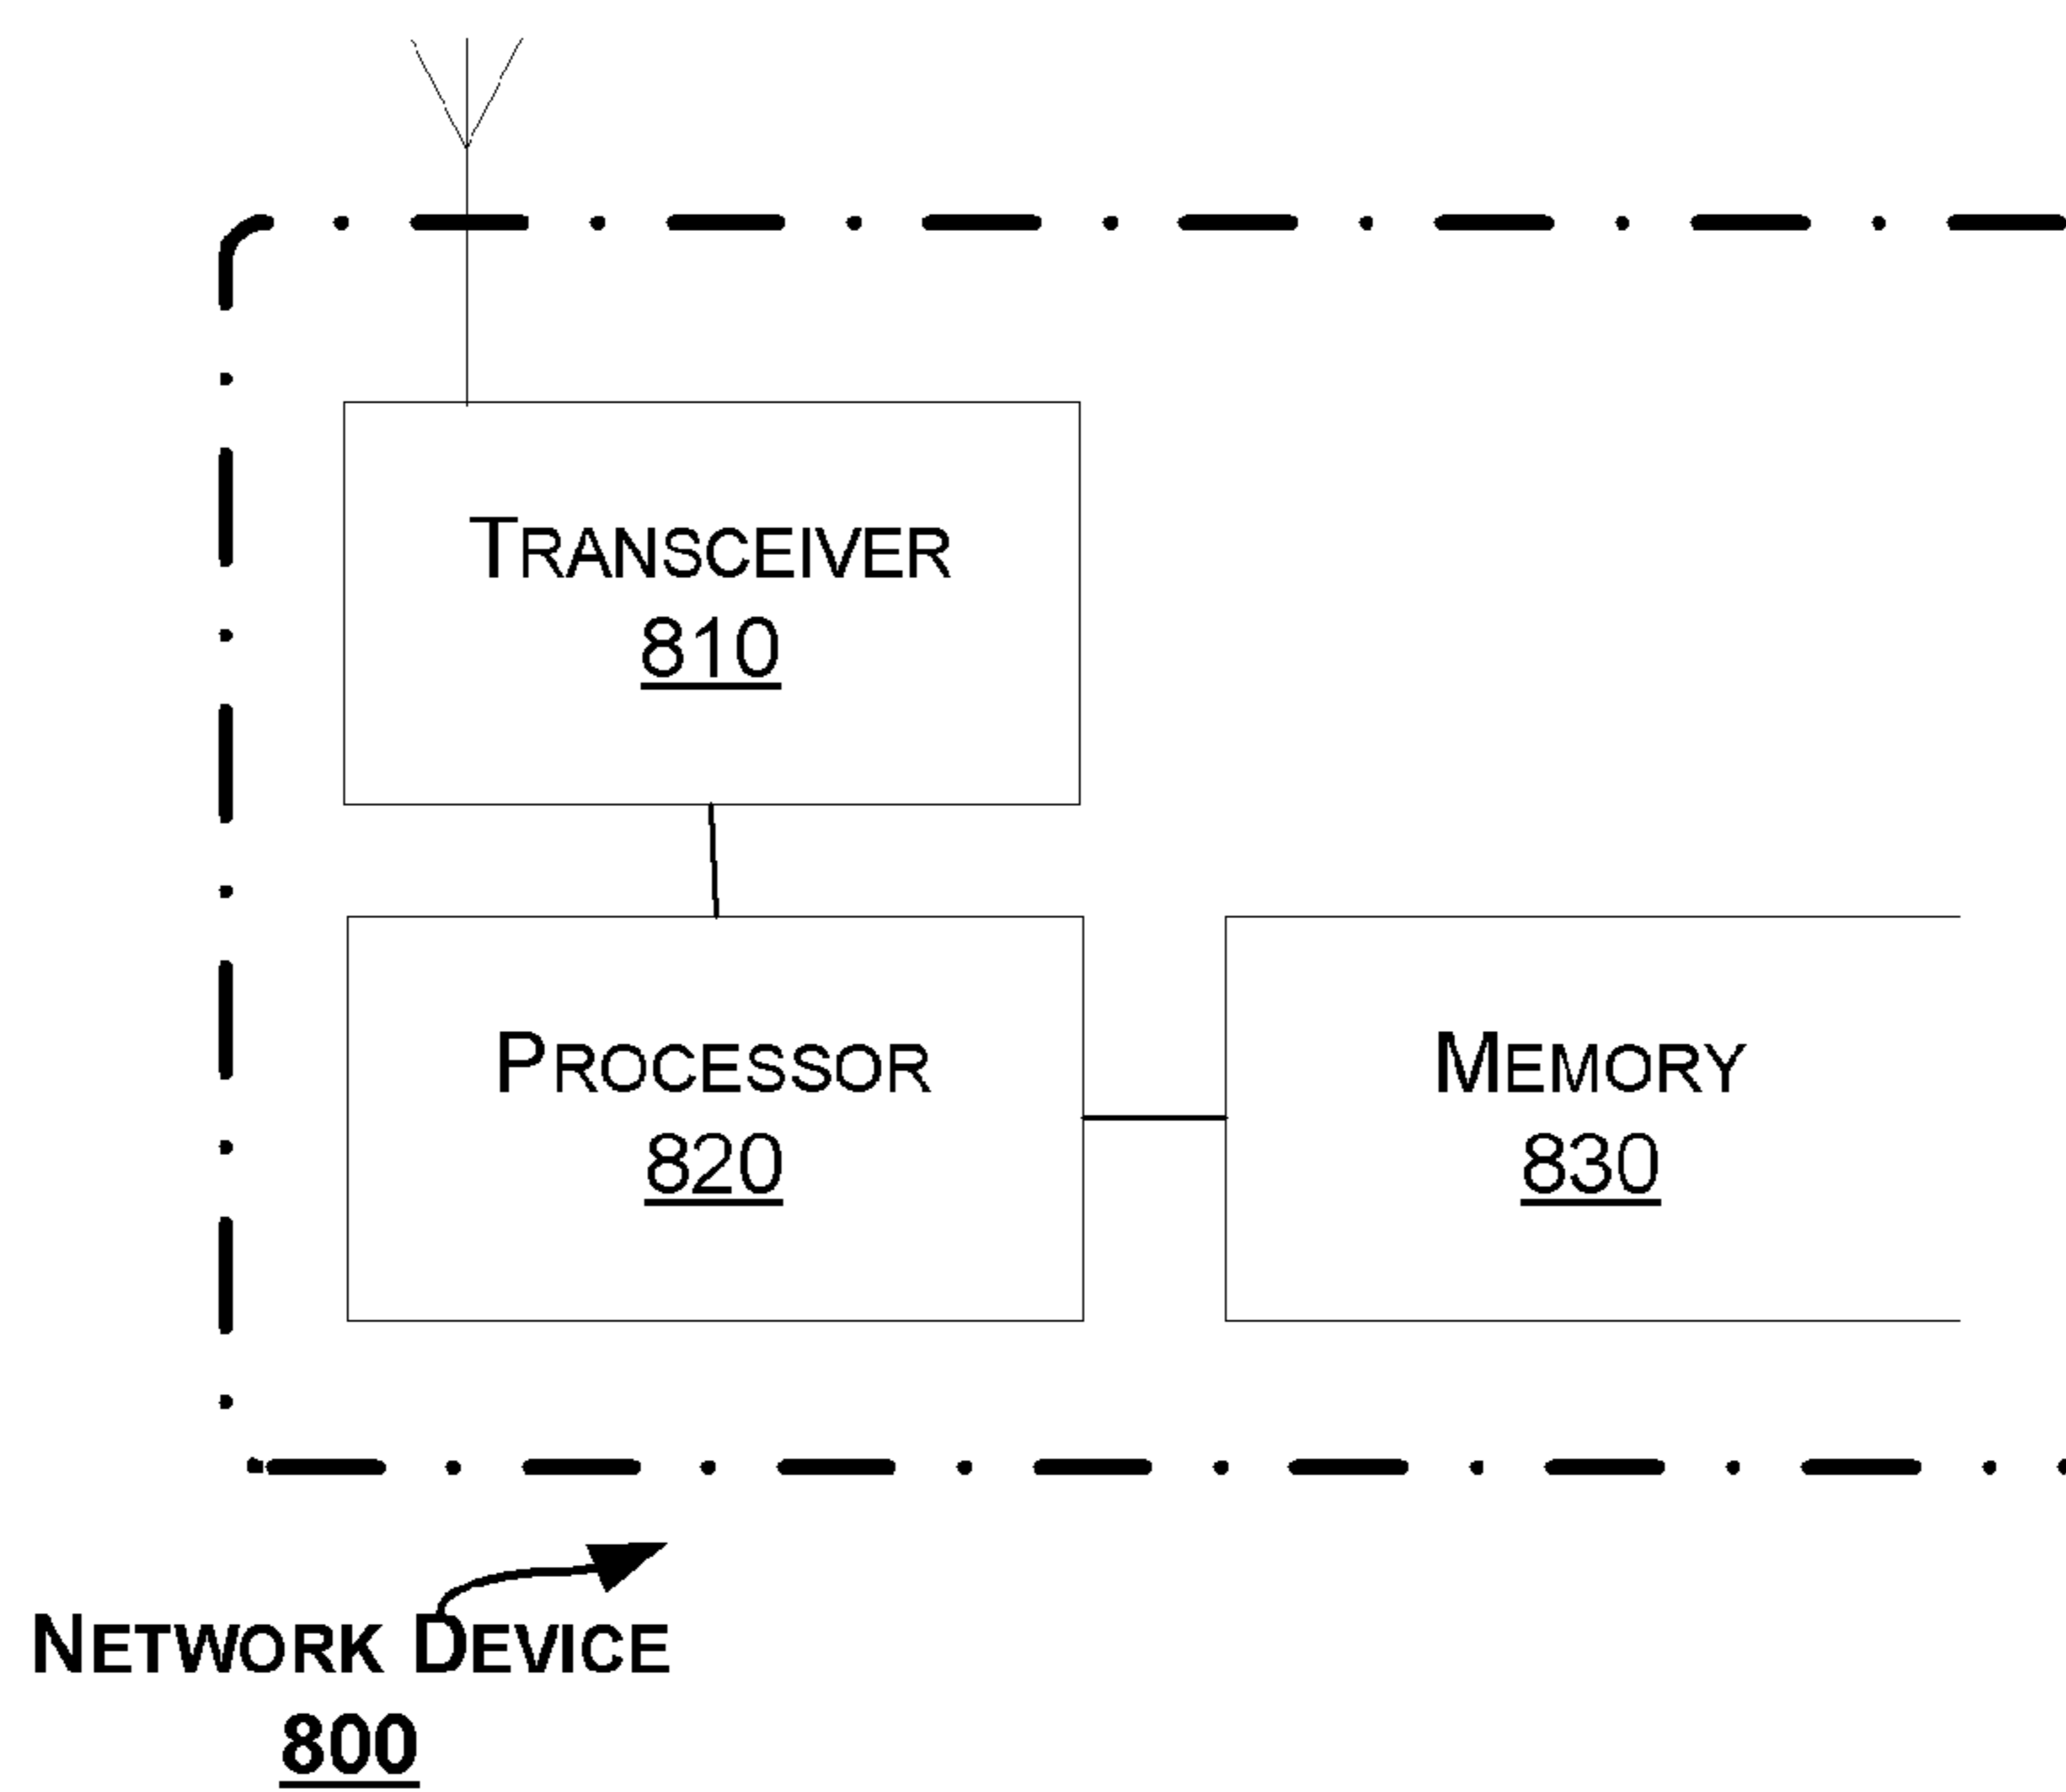 TRANSCEIVER
810
PROCESSOR
820
MEMORY
830
NETWORK DEVICE
800